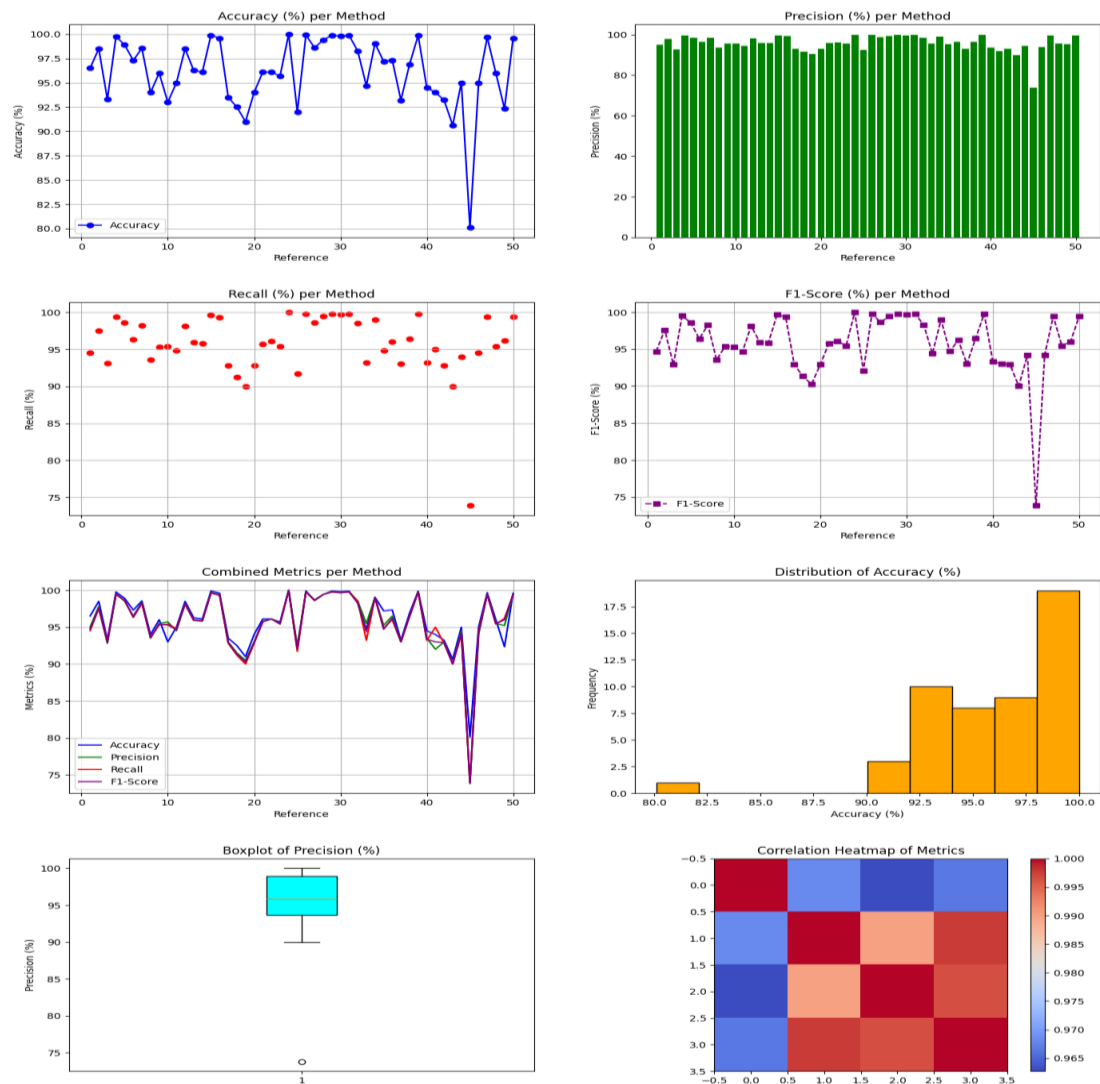 Accuracy (%) per Method
100.0
97.5
95.0
92.5
90.0
87.5
85.0
82.5
80.0
Accuracy (%)
Accuracy
0 10 20 30 40 50
Reference
Precision (%) per Method
100
80
60
40
20
0
Precision (%)
0 10 20 30 40 50
Reference
Recall (%) per Method
100
95
90
85
80
75
Recall (%)
0 10 20 30 40 50
Reference
F1-Score (%) per Method
100
95
90
85
80
75
F1-Score (%)
F1-Score
0 10 20 30 40 50
Reference
Combined Metrics per Method
100
95
90
85
80
75
Metrics (%)
Accuracy
Precision
Recall
F1-Score
0 10 20 30 40 50
Reference
Distribution of Accuracy (%)
17.5
15.0
12.5
10.0
7.5
5.0
2.5
0.0
Frequency
80.0 82.5 85.0 87.5 90.0 92.5 95.0 97.5 100.0
Accuracy (%)
Boxplot of Precision (%)
100
95
90
85
80
75
Precision (%)
1
Correlation Heatmap of Metrics
−0.5
0.0
0.5
1.0
1.5
2.0
2.5
3.0
3.5
−0.5 0.0 0.5 1.0 1.5 2.0 2.5 3.0 3.5
1.000
0.995
0.990
0.985
0.980
0.975
0.970
0.965